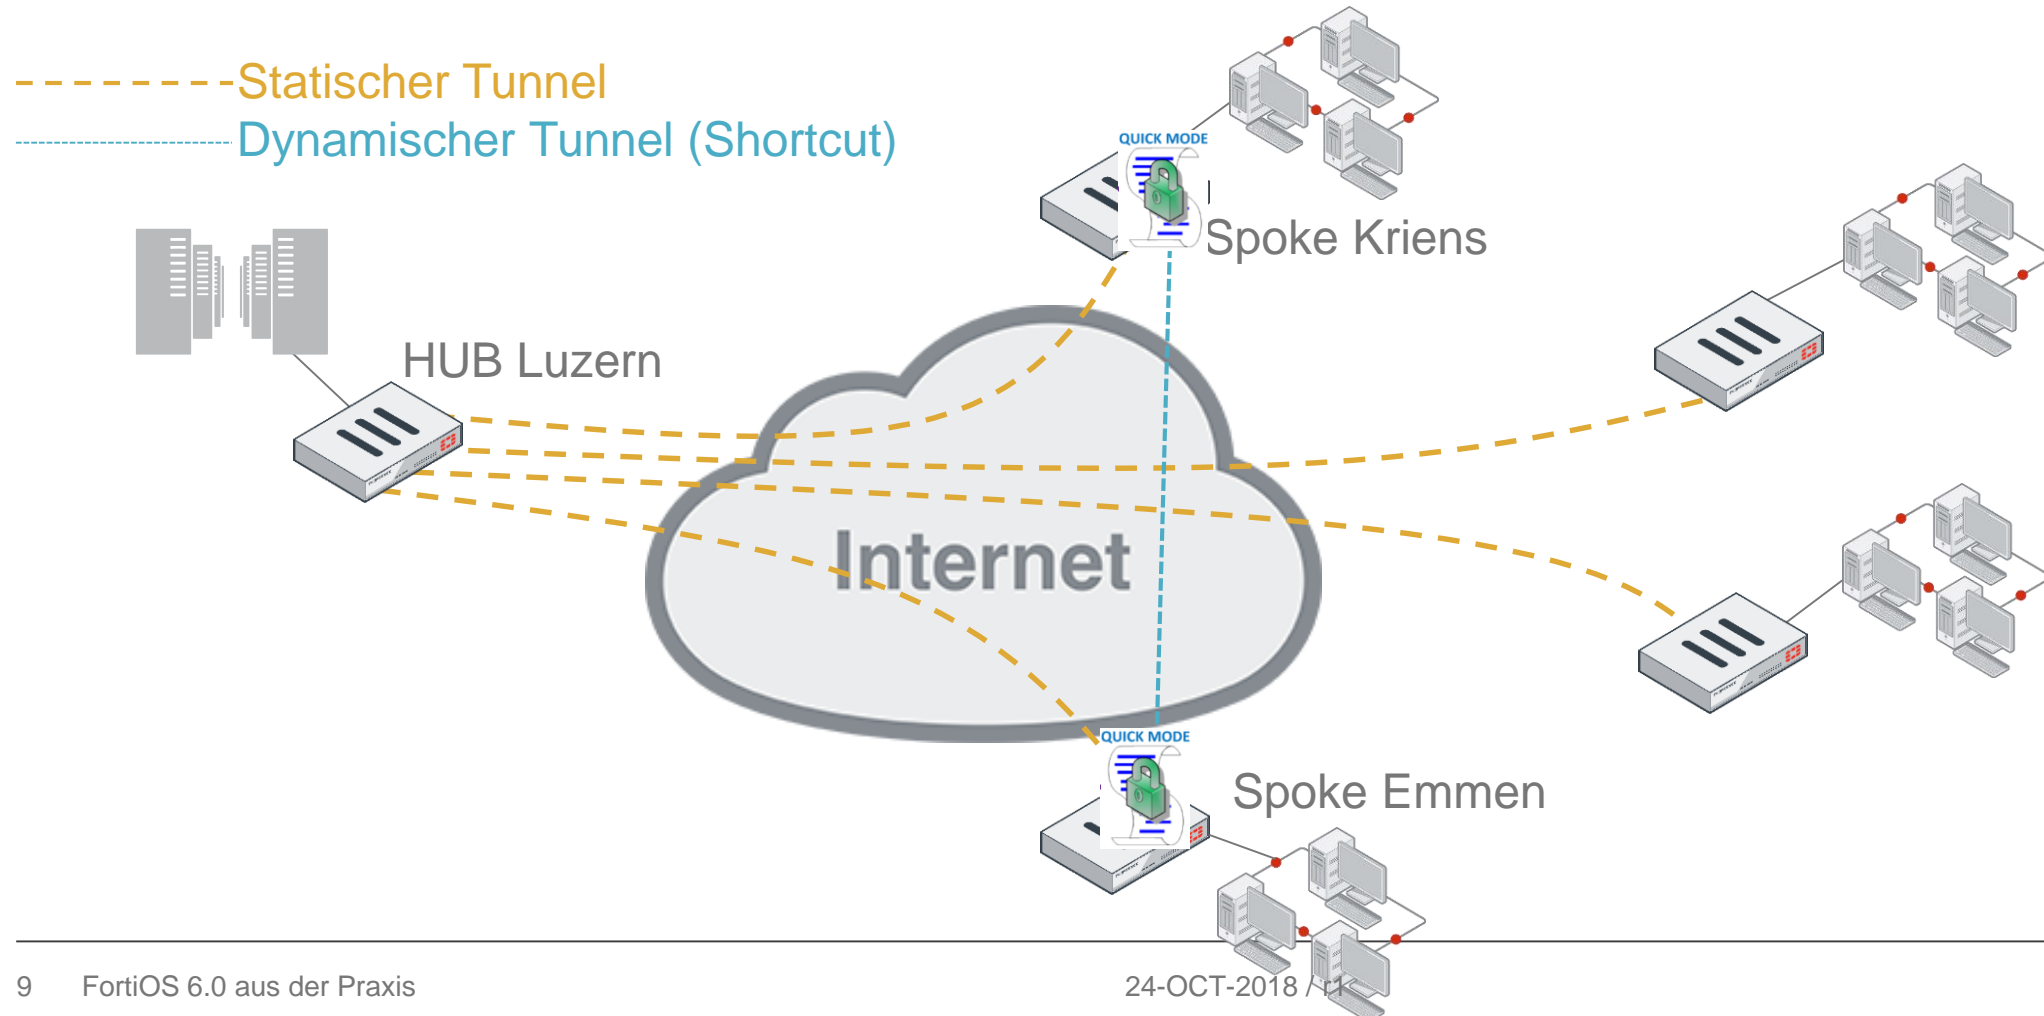 Statischer Tunnel
Dynamischer Tunnel (Shortcut)
QUICK MODE
Spoke Kriens
HUB Luzern
Internet
QUICK MODE
Spoke Emmen
9 FortiOS 6.0 aus der Praxis 24-OCT-2018 / 11